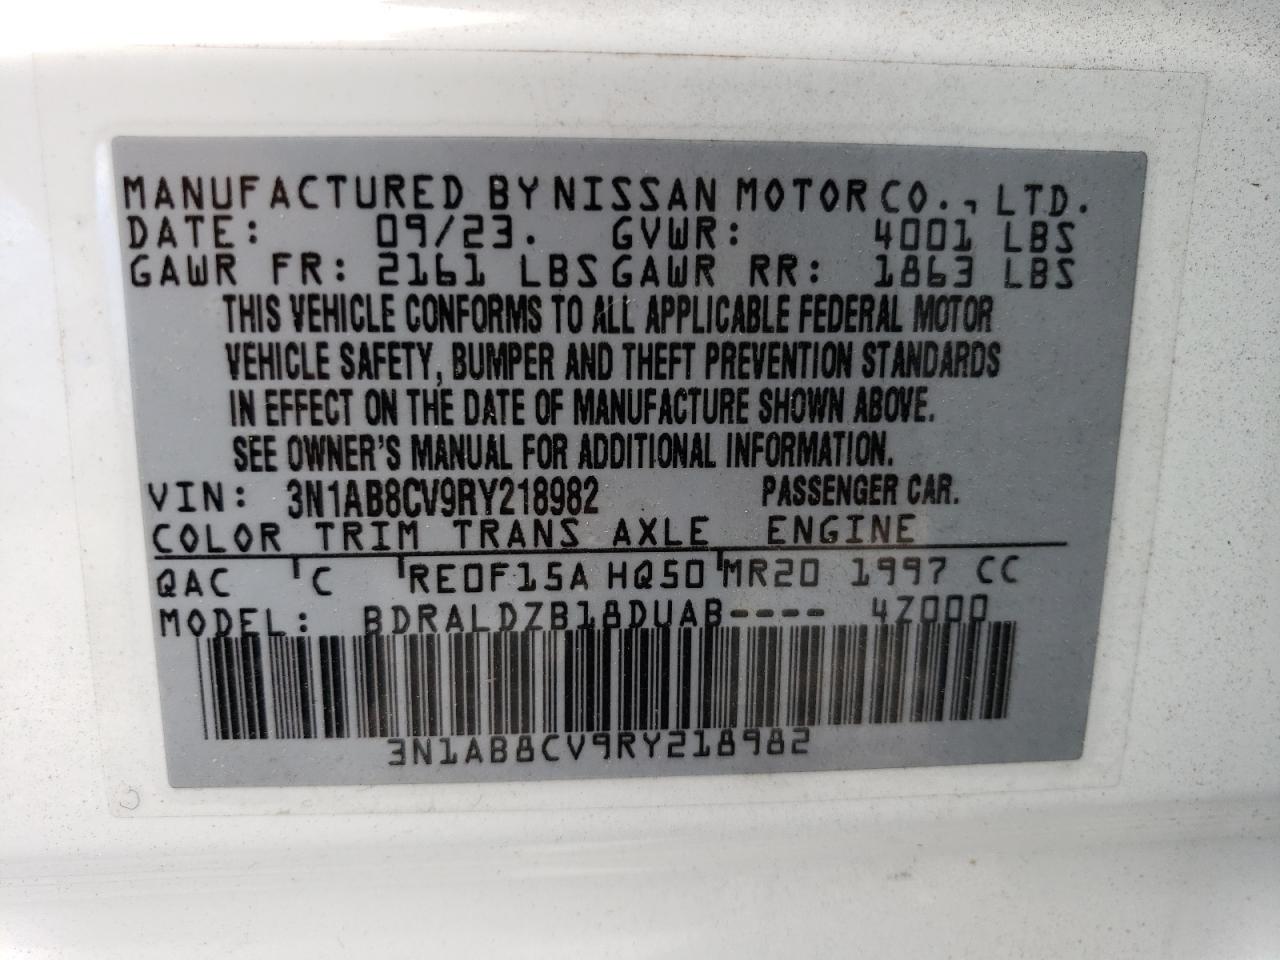 MANUFACTURED BY NISSAN MOTOR CO., LTD.
DATE: 09/23. GVWR: 4001 LBS
GAWR FR: 2161 LBS GAWR RR: 1863 LBS
THIS VEHICLE CONFORMS TO ALL APPLICABLE FEDERAL MOTOR
VEHICLE SAFETY, BUMPER AND THEFT PREVENTION STANDARDS
IN EFFECT ON THE DATE OF MANUFACTURE SHOWN ABOVE.
SEE OWNER'S MANUAL FOR ADDITIONAL INFORMATION.
VIN: 3N1AB8CV9RY218982 PASSENGER CAR.
COLOR TRIM TRANS AXLE ENGINE
QAC C RE0F15A HQ50 MR20 1997 CC
MODEL: BDRALDZB18DUAB---- 4Z000
3N1AB8CV9RY218982